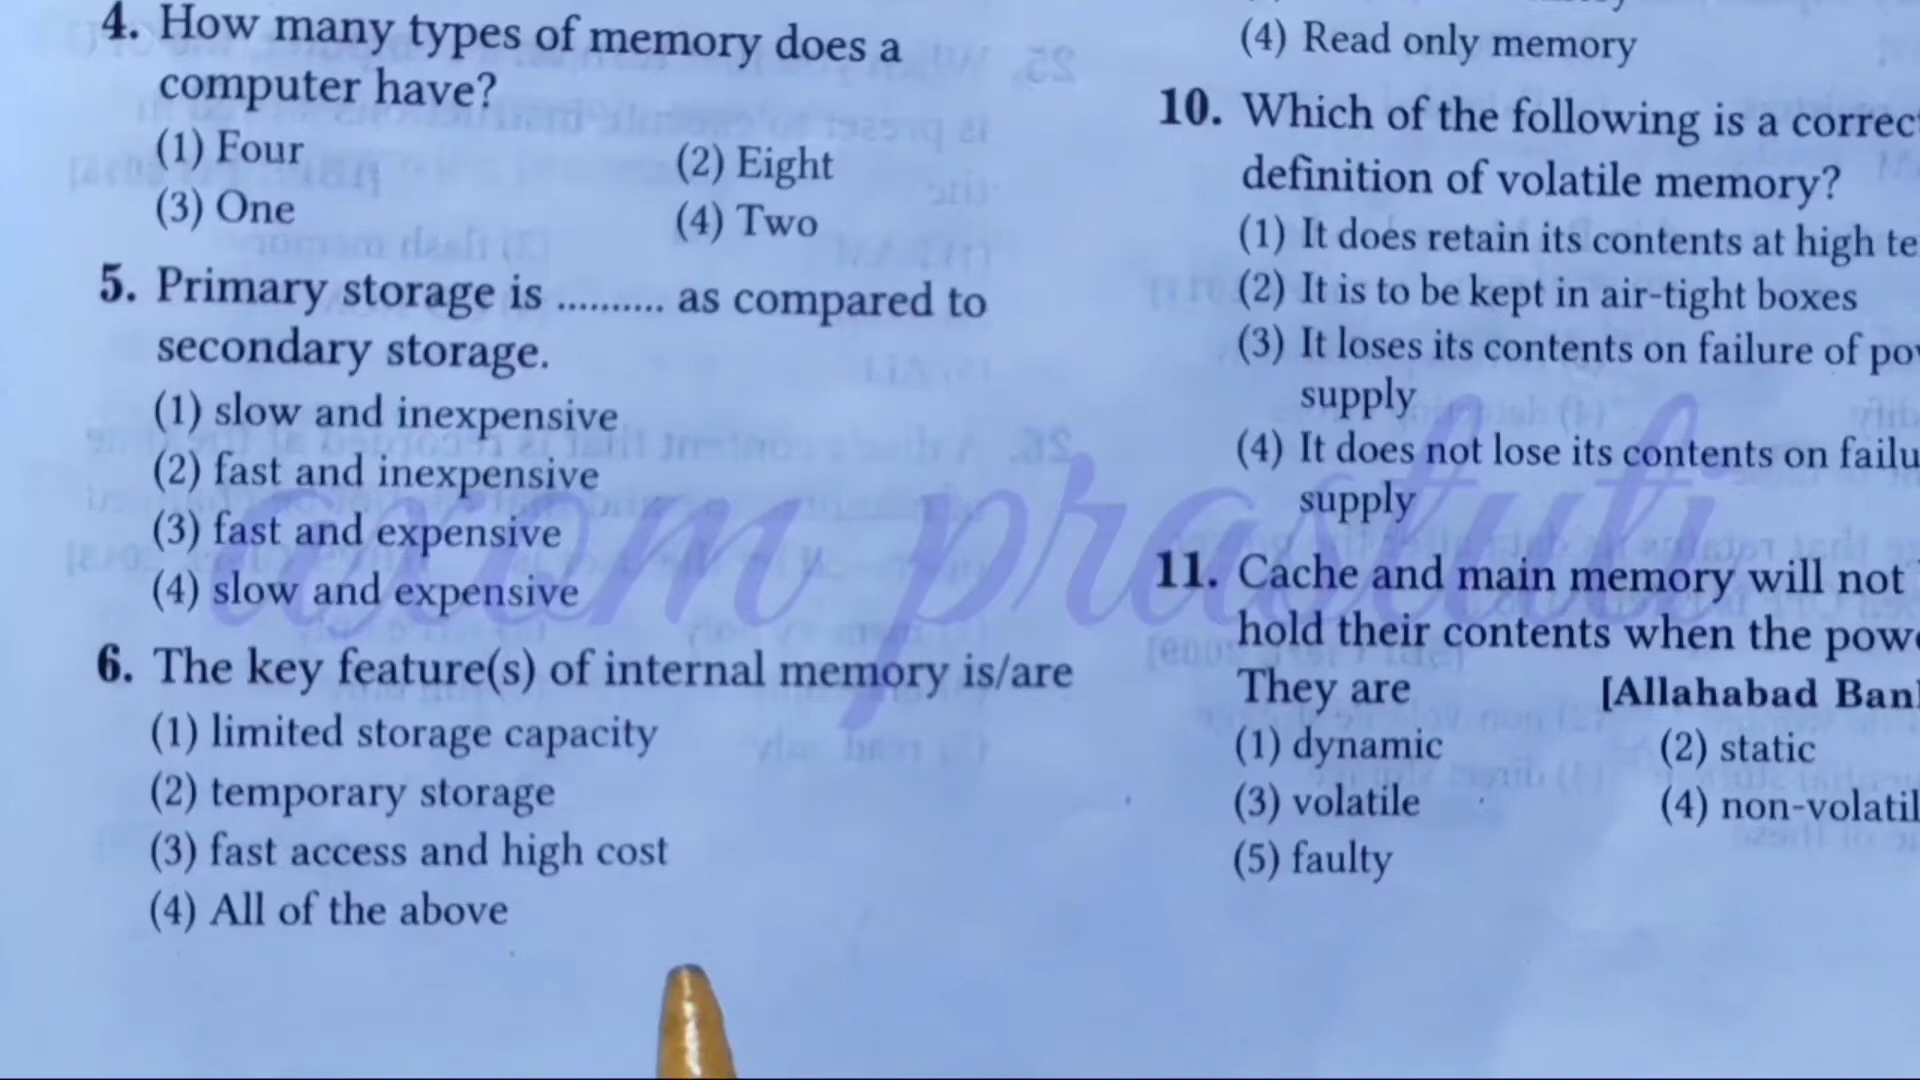 4. How many types of memory does a
computer have?
(1) Four (2) Eight
(3) One (4) Two
5. Primary storage is .......... as compared to
secondary storage.
(1) slow and inexpensive
(2) fast and inexpensive
(3) fast and expensive
(4) slow and expensive
6. The key feature(s) of internal memory is/are
(1) limited storage capacity
(2) temporary storage
(3) fast access and high cost
(4) All of the above
(4) Read only memory
10. Which of the following is a correct
definition of volatile memory?
(1) It does retain its contents at high te
(2) It is to be kept in air-tight boxes
(3) It loses its contents on failure of po
supply
(4) It does not lose its contents on failu
supply
11. Cache and main memory will not
hold their contents when the powe
They are [Allahabad Ban
(1) dynamic (2) static
(3) volatile (4) non-volatil
(5) faulty
axom prastuti